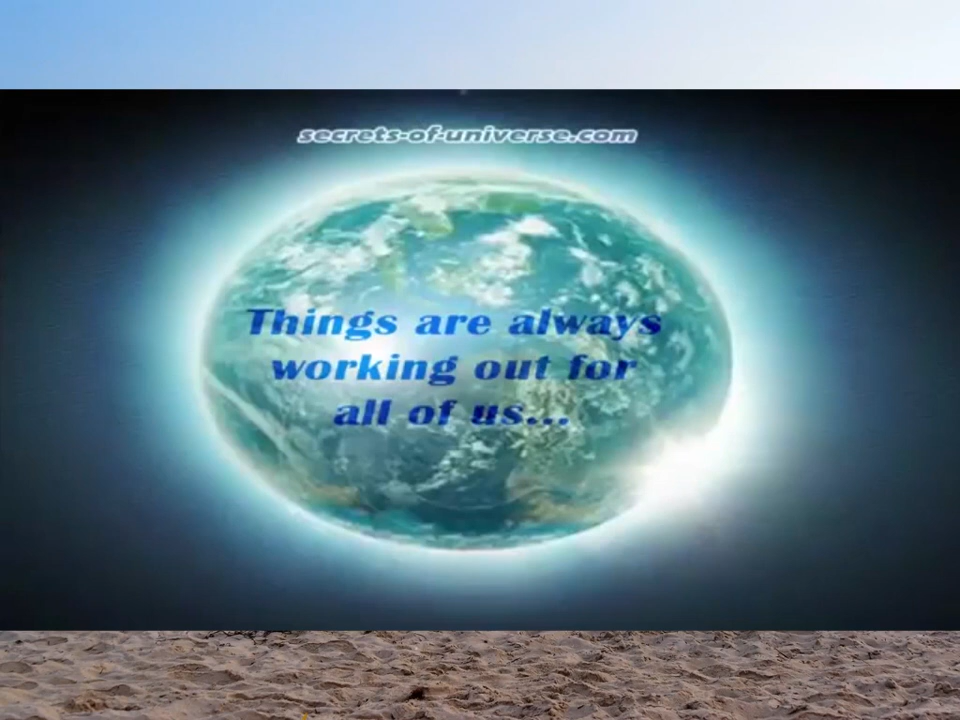 secrets-of-universe.com
Things are always
working out for
all of us...